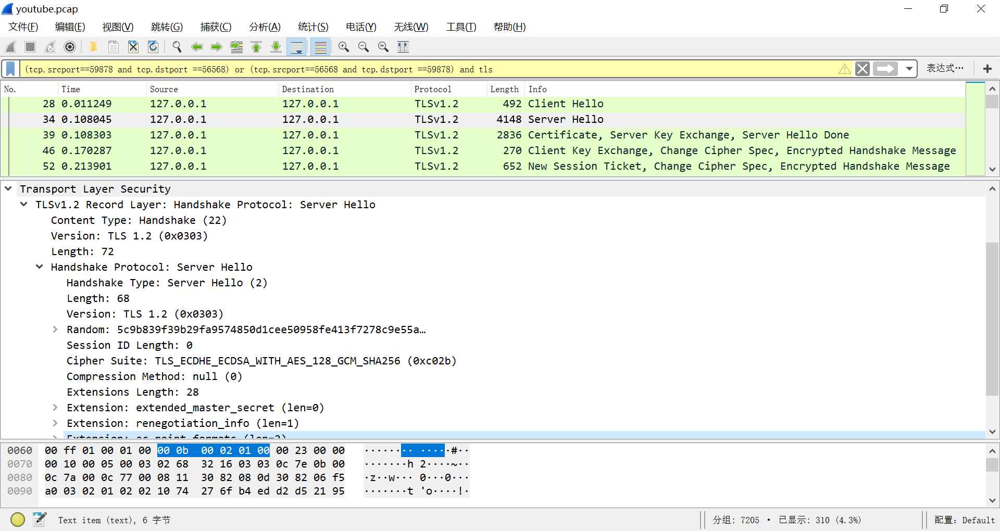 youtube.pcap
文件(F) 编辑(E) 视图(V) 跳转(G) 捕获(C) 分析(A) 统计(S) 电话(Y) 无线(W) 工具(T) 帮助(H)
(tcp.srcport==59878 and tcp.dstport ==56568) or (tcp.srcport==56568 and tcp.dstport ==59878) and tls 表达式…
No. Time Source Destination Protocol Length Info
28 0.011249 127.0.0.1 127.0.0.1 TLSv1.2 492 Client Hello
34 0.108045 127.0.0.1 127.0.0.1 TLSv1.2 4148 Server Hello
39 0.108303 127.0.0.1 127.0.0.1 TLSv1.2 2836 Certificate, Server Key Exchange, Server Hello Done
46 0.170287 127.0.0.1 127.0.0.1 TLSv1.2 270 Client Key Exchange, Change Cipher Spec, Encrypted Handshake Message
52 0.213901 127.0.0.1 127.0.0.1 TLSv1.2 652 New Session Ticket, Change Cipher Spec, Encrypted Handshake Message
Transport Layer Security
TLSv1.2 Record Layer: Handshake Protocol: Server Hello
Content Type: Handshake (22)
Version: TLS 1.2 (0x0303)
Length: 72
Handshake Protocol: Server Hello
Handshake Type: Server Hello (2)
Length: 68
Version: TLS 1.2 (0x0303)
Random: 5c9b839f39b29fa9574850d1cee50958fe413f7278c9e55a…
Session ID Length: 0
Cipher Suite: TLS_ECDHE_ECDSA_WITH_AES_128_GCM_SHA256 (0xc02b)
Compression Method: null (0)
Extensions Length: 28
Extension: extended_master_secret (len=0)
Extension: renegotiation_info (len=1)
Extension: ec_point_formats (len=2)
0060 00 ff 01 00 01 00 00 0b 00 02 01 00 00 23 00 00 ········ ·····#··
0070 00 10 00 05 00 03 02 68 32 16 03 03 0c 7e 0b 00 ·······h 2····~··
0080 0c 7a 00 0c 77 00 08 11 30 82 08 0d 30 82 06 f5 ·z··w··· 0···0···
0090 a0 03 02 01 02 02 10 74 27 6f b4 ed d2 d5 21 95 ·······t 'o····!·
Text item (text), 6 字节 分组: 7205 · 已显示: 310 (4.3%) 配置: Default